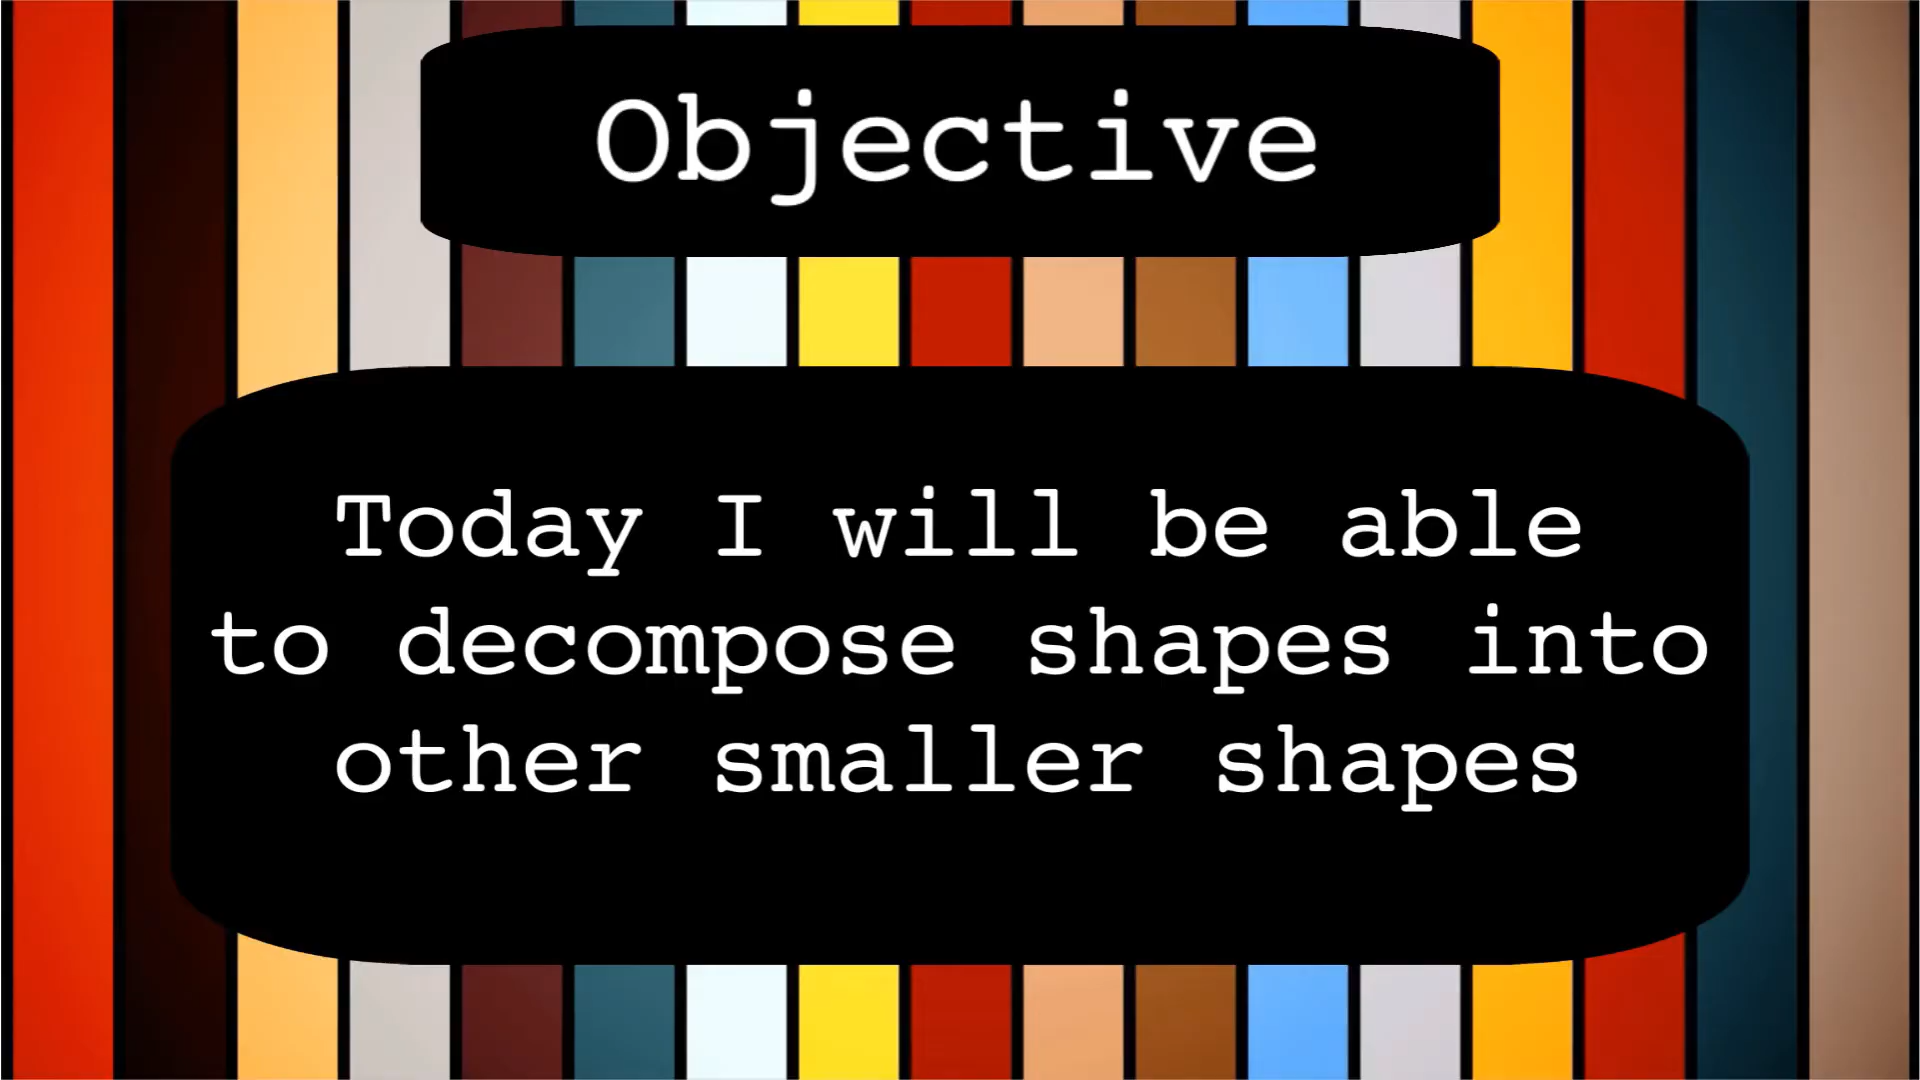 Objective
Today I will be able
to decompose shapes into
other smaller shapes